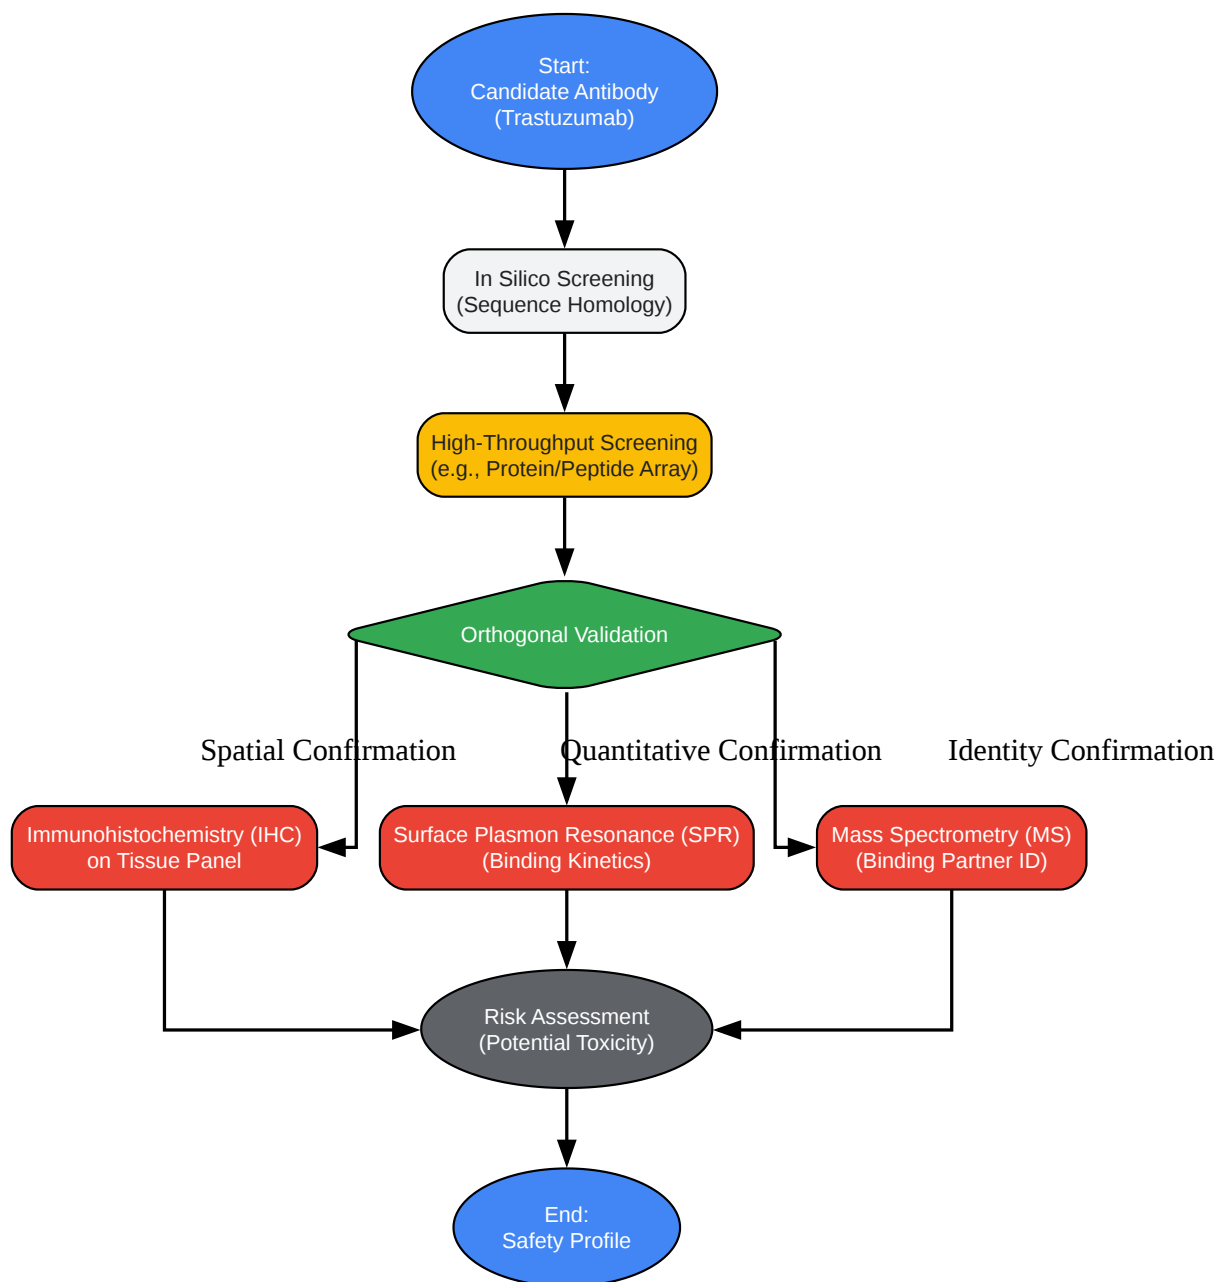 Start:
Candidate Antibody
(Trastuzumab)
In Silico Screening
(Sequence Homology)
High-Throughput Screening
(e.g., Protein/Peptide Array)
Orthogonal Validation
Spatial Confirmation
Quantitative Confirmation
Identity Confirmation
Immunohistochemistry (IHC)
on Tissue Panel
Surface Plasmon Resonance (SPR)
(Binding Kinetics)
Mass Spectrometry (MS)
(Binding Partner ID)
Risk Assessment
(Potential Toxicity)
End:
Safety Profile